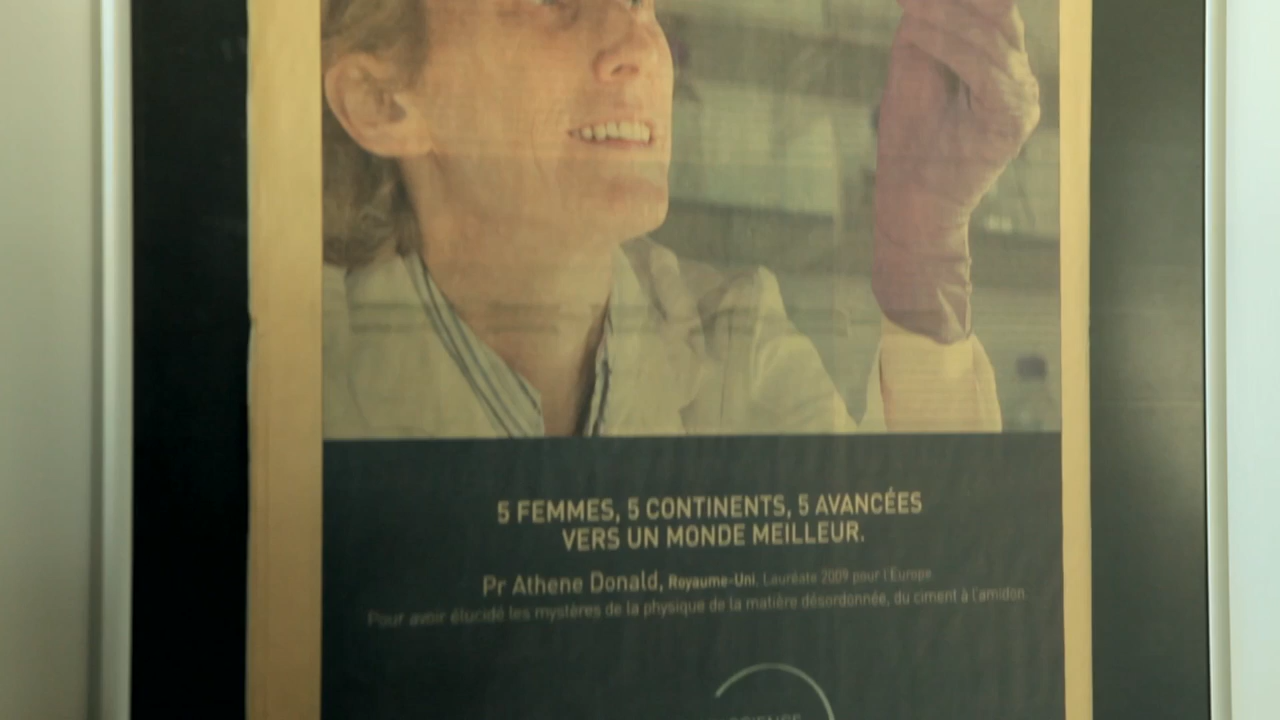 5 FEMMES, 5 CONTINENTS, 5 AVANCÉES
VERS UN MONDE MEILLEUR.
Pr Athene Donald, Royaume-Uni. Lauréate 2009 pour l'Europe.
Pour avoir élucidé les mystères de la physique de la matière désordonnée, du ciment à l'amidon.